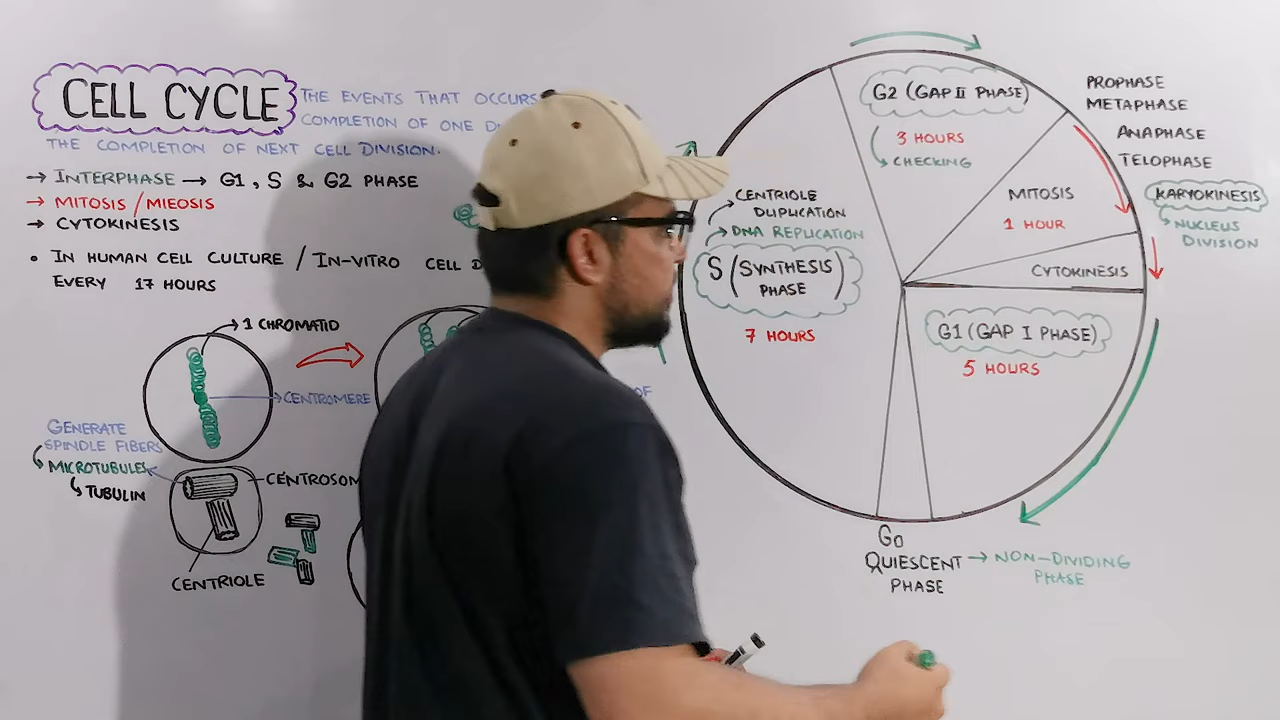 CELL CYCLE
THE EVENTS THAT OCCURS
COMPLETION OF ONE
THE COMPLETION OF NEXT CELL DIVISION.
→ INTERPHASE → G1, S & G2 PHASE
→ MITOSIS / MIEOSIS
→ CYTOKINESIS
• IN HUMAN CELL CULTURE / IN-VITRO CELL
EVERY 17 HOURS
1 CHROMATID
CENTROMERE
GENERATE
SPINDLE FIBERS
MICROTUBULES
TUBULIN
CENTROSOM
CENTRIOLE
OF
G2 (GAP II PHASE)
3 HOURS
CHECKING
PROPHASE
METAPHASE
ANAPHASE
TELOPHASE
KARYOKINESIS
NUCLEUS
DIVISION
MITOSIS
1 HOUR
CYTOKINESIS
CENTRIOLE
DUPLICATION
DNA REPLICATION
S (SYNTHESIS)
PHASE
7 HOURS
G1 (GAP I PHASE)
5 HOURS
G0
QUIESCENT → NON-DIVIDING
PHASE
PHASE